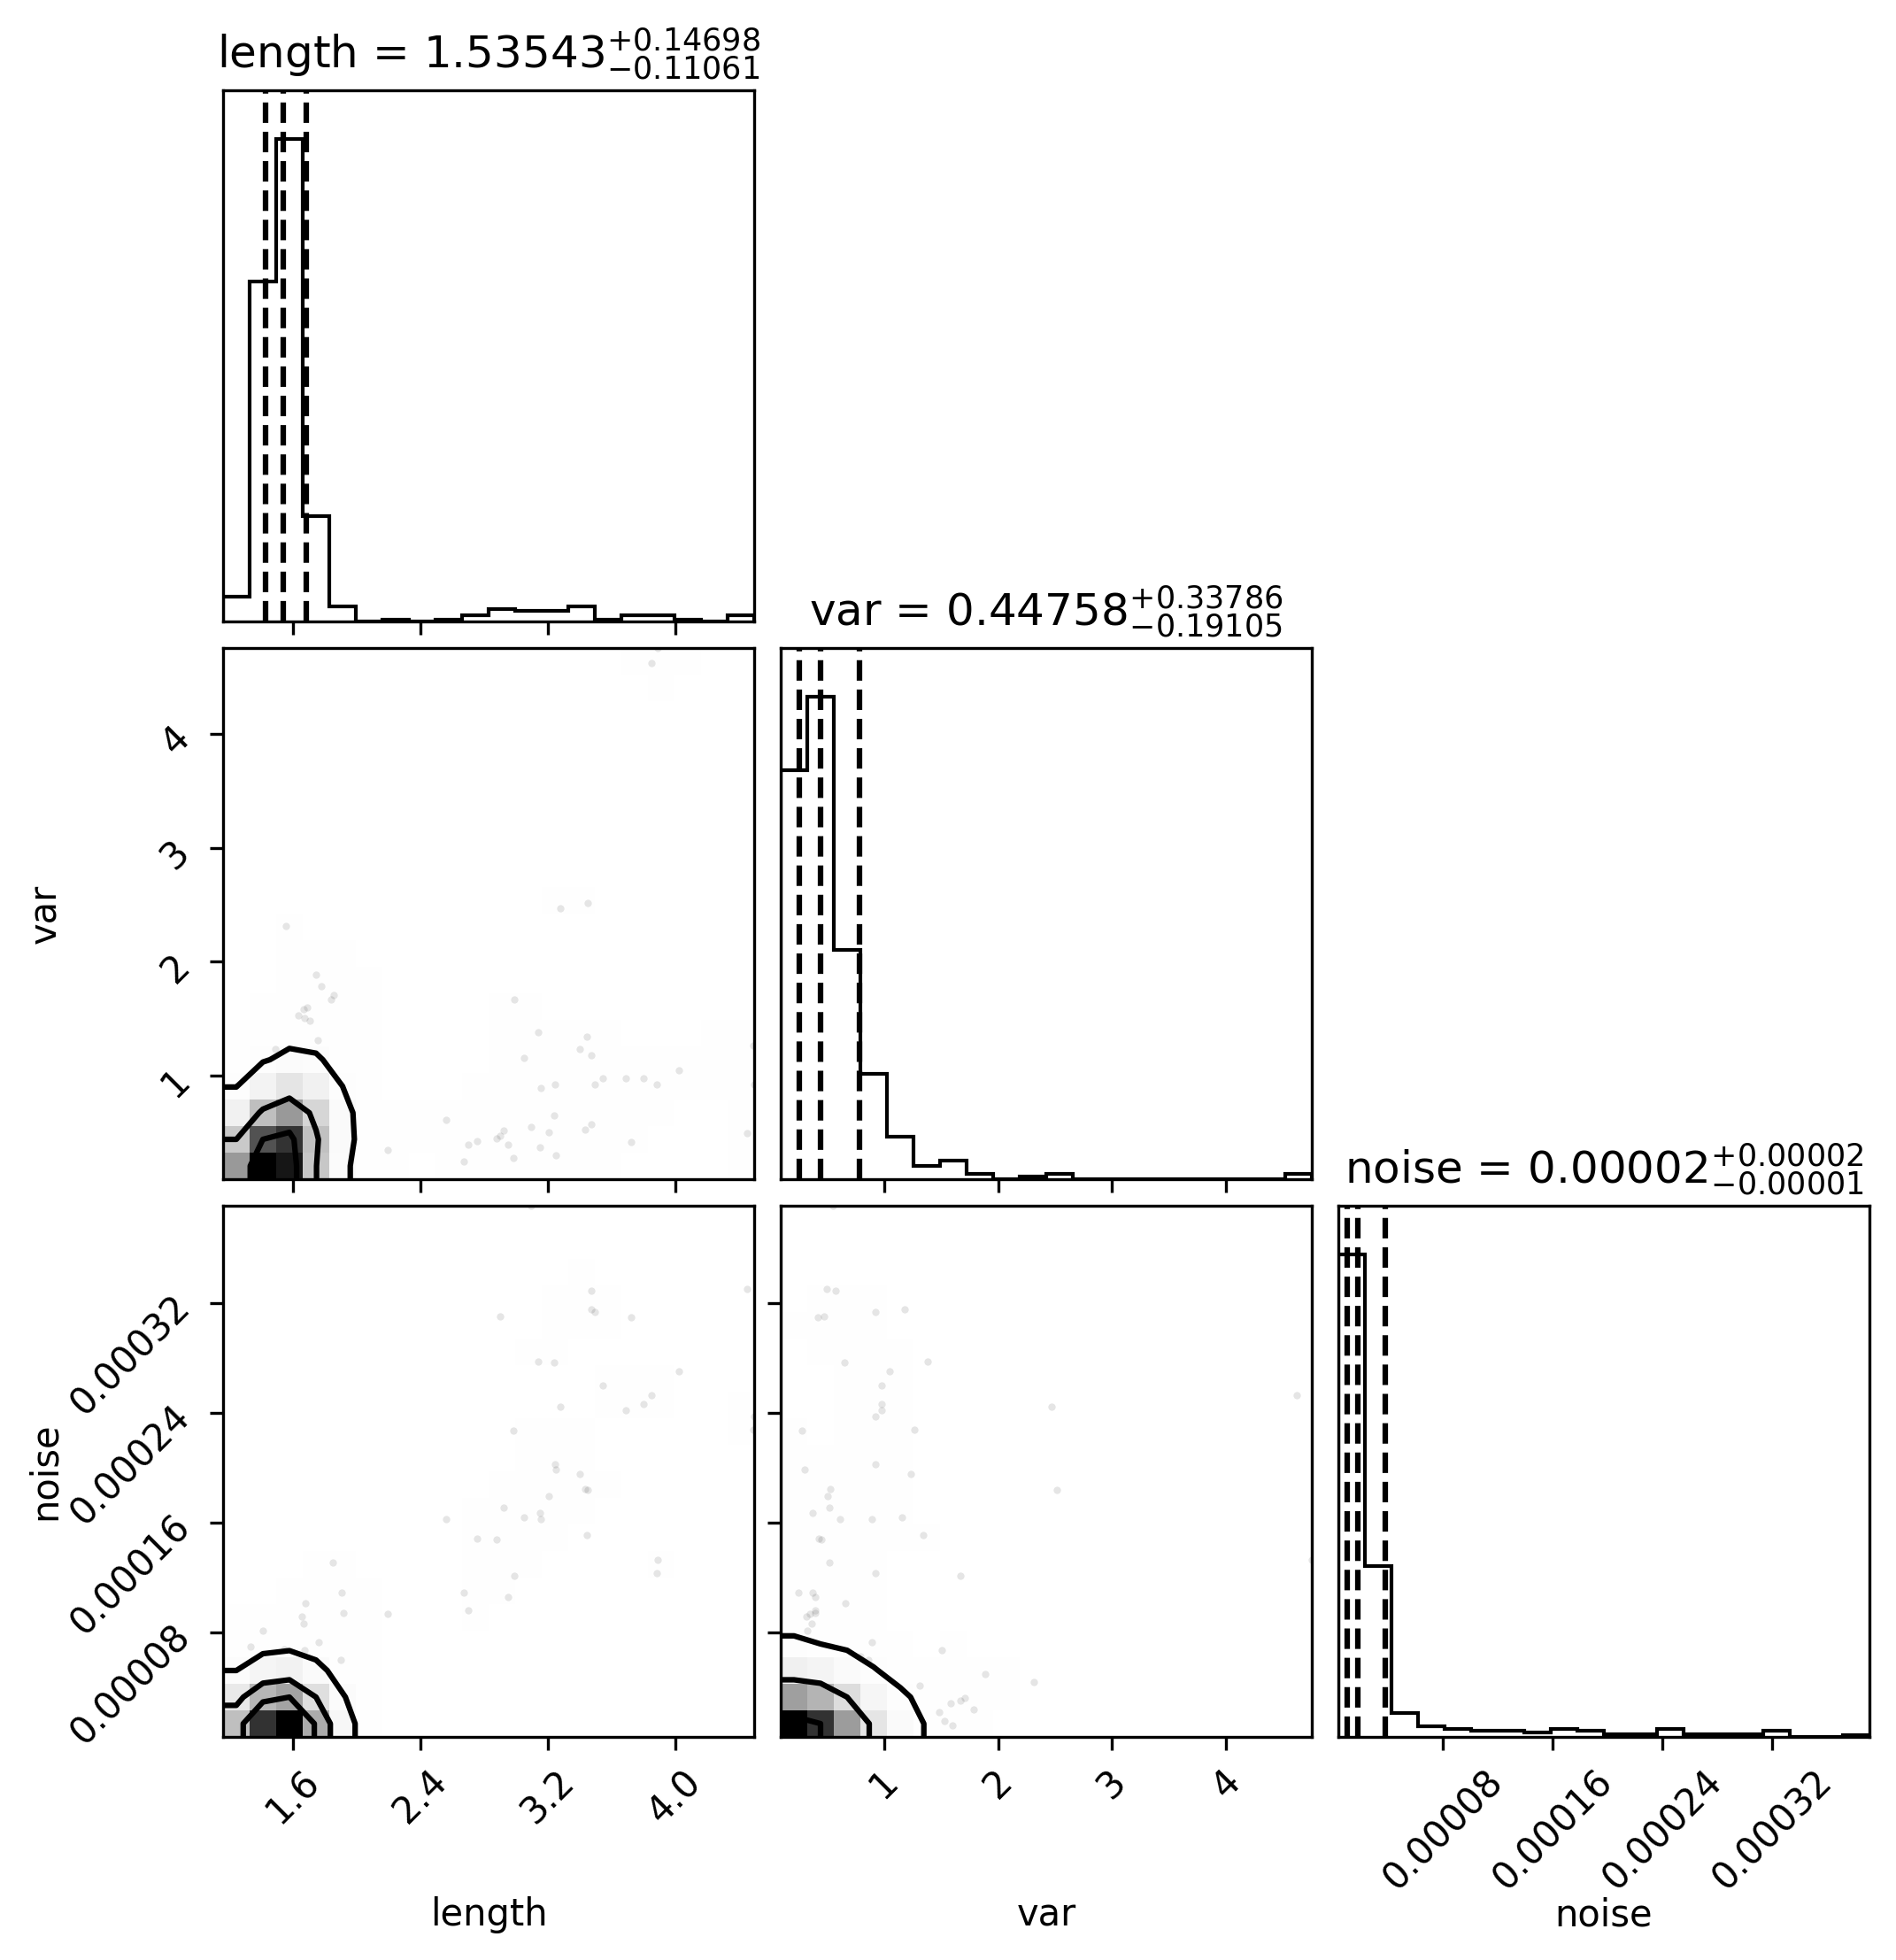 length = 1.53543+0.14698−0.11061
var = 0.44758+0.33786−0.19105
4
3
2
1
var
noise = 0.00002+0.00002−0.00001
0.00032
0.00024
0.00016
0.00008
noise
1.6 2.4 3.2 4.0
1 2 3 4
0.00008 0.00016 0.00024 0.00032
length
var
noise